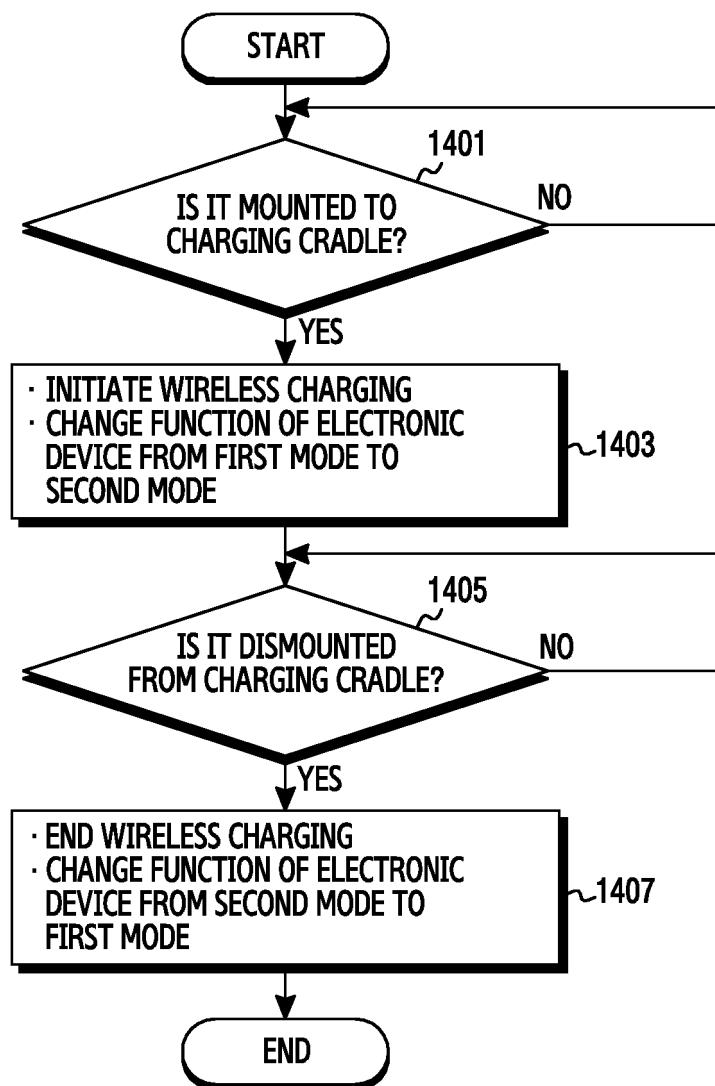 START
1401
IS IT MOUNTED TO
CHARGING CRADLE?
NO
YES
· INITIATE WIRELESS CHARGING
· CHANGE FUNCTION OF ELECTRONIC
DEVICE FROM FIRST MODE TO
SECOND MODE
1403
1405
IS IT DISMOUNTED
FROM CHARGING CRADLE?
NO
YES
· END WIRELESS CHARGING
· CHANGE FUNCTION OF ELECTRONIC
DEVICE FROM SECOND MODE TO
FIRST MODE
1407
END